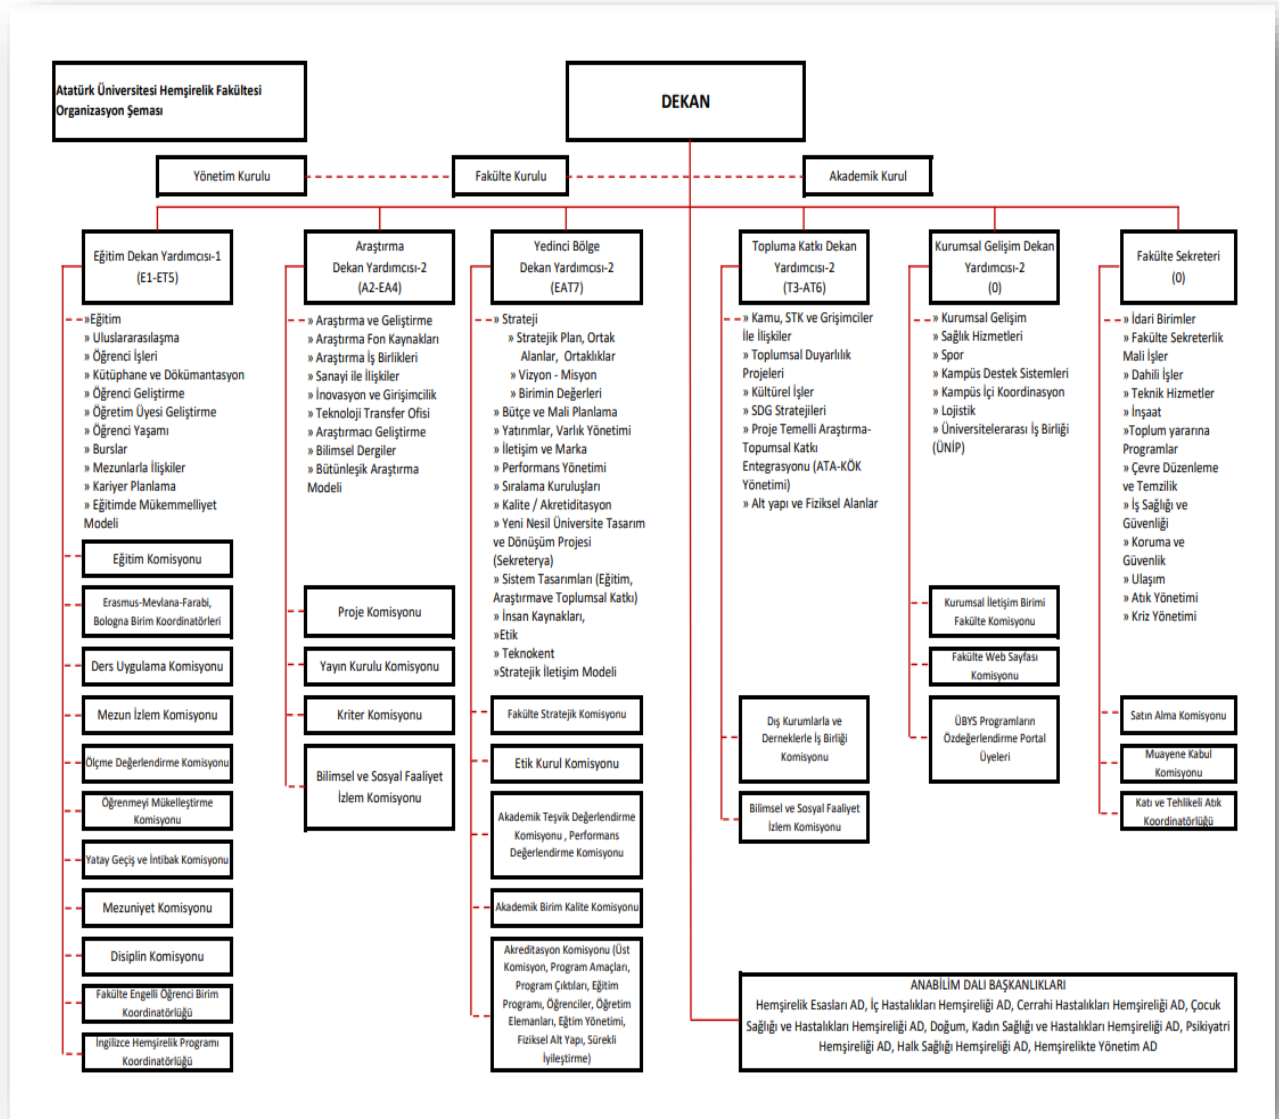 Atatürk Üniversitesi Hemşirelik Fakültesi
Organizasyon Şeması
DEKAN
Yönetim Kurulu
Fakülte Kurulu
Akademik Kurul
Eğitim Dekan Yardımcısı-1
(E1-ET5)
»Eğitim
» Uluslararasılaşma
» Öğrenci İşleri
» Kütüphane ve Dökümantasyon
» Öğrenci Geliştirme
» Öğretim Üyesi Geliştirme
» Öğrenci Yaşamı
» Burslar
» Mezunlarla İlişkiler
» Kariyer Planlama
» Eğitimde Mükemmelliyet
Modeli
Eğitim Komisyonu
Erasmus-Mevlana-Farabi,
Bologna Birim Koordinatörleri
Ders Uygulama Komisyonu
Mezun İzlem Komisyonu
Ölçme Değerlendirme Komisyonu
Öğrenmeyi Mükelleştirme
Komisyonu
Yatay Geçiş ve İntibak Komisyonu
Mezuniyet Komisyonu
Disiplin Komisyonu
Fakülte Engelli Öğrenci Birim
Koordinatörlüğü
İngilizce Hemşirelik Programı
Koordinatörlüğü
Araştırma
Dekan Yardımcısı-2
(A2-EA4)
» Araştırma ve Geliştirme
» Araştırma Fon Kaynakları
» Araştırma İş Birlikleri
» Sanayi ile İlişkiler
» İnovasyon ve Girişimcilik
» Teknoloji Transfer Ofisi
» Araştırmacı Geliştirme
» Bilimsel Dergiler
» Bütünleşik Araştırma
Modeli
Proje Komisyonu
Yayın Kurulu Komisyonu
Kriter Komisyonu
Bilimsel ve Sosyal Faaliyet
İzlem Komisyonu
Yedinci Bölge
Dekan Yardımcısı-2
(EAT7)
» Strateji
» Stratejik Plan, Ortak
Alanlar, Ortaklıklar
» Vizyon - Misyon
» Birimin Değerleri
» Bütçe ve Mali Planlama
» Yatırımlar, Varlık Yönetimi
» İletişim ve Marka
» Performans Yönetimi
» Sıralama Kuruluşları
» Kalite / Akretiditasyon
» Yeni Nesil Üniversite Tasarım
ve Dönüşüm Projesi
(Sekreterya)
» Sistem Tasarımları (Eğitim,
Araştırmave Toplumsal Katkı)
» İnsan Kaynakları,
»Etik
» Teknokent
»Stratejik İletişim Modeli
Fakülte Stratejik Komisyonu
Etik Kurul Komisyonu
Akademik Teşvik Değerlendirme
Komisyonu , Performans
Değerlendirme Komisyonu
Akademik Birim Kalite Komisyonu
Akreditasyon Komisyonu (Üst
Komisyon, Program Amaçları,
Program Çıktıları, Eğitim
Programı, Öğrenciler, Öğretim
Elemanları, Eğtim Yönetimi,
Fiziksel Alt Yapı, Sürekli
İyileştirme)
Topluma Katkı Dekan
Yardımcısı-2
(T3-AT6)
» Kamu, STK ve Grişimciler
İle İlişkiler
» Toplumsal Duyarlılık
Projeleri
» Kültürel İşler
» SDG Stratejileri
» Proje Temelli Araştırma-
Topumsal Katkı
Entegrasyonu (ATA-KÖK
Yönetimi)
» Alt yapı ve Fiziksel Alanlar
Dış Kurumlarla ve
Derneklerle İş Birliği
Komisyonu
Bilimsel ve Sosyal Faaliyet
İzlem Komisyonu
Kurumsal Gelişim Dekan
Yardımcısı-2
(0)
» Kurumsal Gelişim
» Sağlık Hizmetleri
» Spor
» Kampüs Destek Sistemleri
» Kampüs İçi Koordinasyon
» Lojistik
» Üniversitelerarası İş Birliği
(ÜNİP)
Kurumsal İletişim Birimi
Fakülte Komisyonu
Fakülte Web Sayfası
Komisyonu
ÜBYS Programların
Özdeğerlendirme Portal
Üyeleri
Fakülte Sekreteri
(0)
» İdari Birimler
» Fakülte Sekreterlik
Mali İşler
» Dahili İşler
» Teknik Hizmetler
» İnşaat
»Toplum yararına
Programlar
» Çevre Düzenleme
ve Temzilik
» İş Sağlığı ve
Güvenliği
» Koruma ve
Güvenlik
» Ulaşım
» Atık Yönetimi
» Kriz Yönetimi
Satın Alma Komisyonu
Muayene Kabul
Komisyonu
Katı ve Tehlikeli Atık
Koordinatörlüğü
ANABİLİM DALI BAŞKANLIKLARI
Hemşirelik Esasları AD, İç Hastalıkları Hemşireliği AD, Cerrahi Hastalıkları Hemşireliği AD, Çocuk
Sağlığı ve Hastalıkları Hemşireliği AD, Doğum, Kadın Sağlığı ve Hastalıkları Hemşireliği AD, Psikiyatri
Hemşireliği AD, Halk Sağlığı Hemşireliği AD, Hemşirelikte Yönetim AD